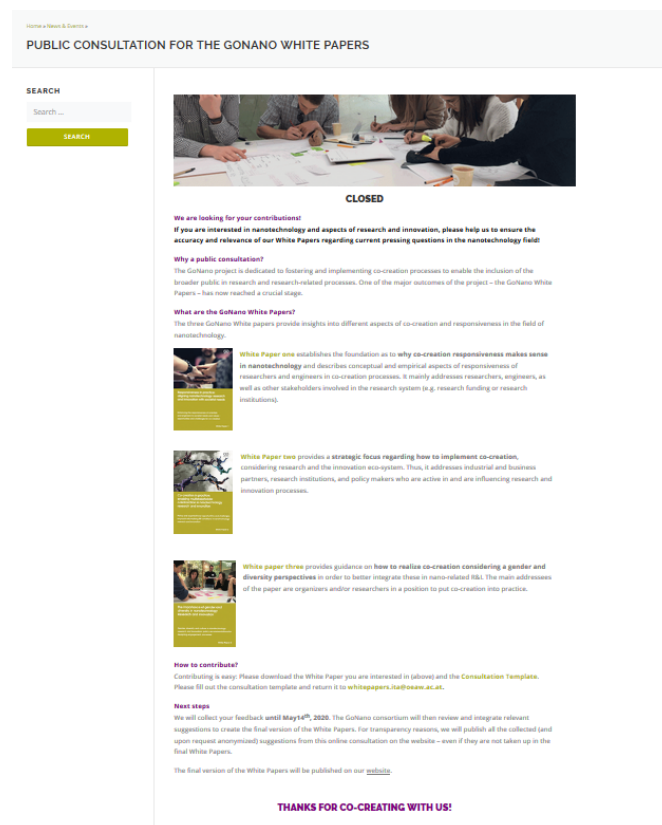 Home » News & Events »
PUBLIC CONSULTATION FOR THE GONANO WHITE PAPERS
SEARCH
Search ...
SEARCH
CLOSED
We are looking for your contributions!
If you are interested in nanotechnology and aspects of research and innovation, please help us to ensure the
accuracy and relevance of our White Papers regarding current pressing questions in the nanotechnology field!
Why a public consultation?
The GoNano project is dedicated to fostering and implementing co-creation processes to enable the inclusion of the
broader public in research and research-related processes. One of the major outcomes of the project – the GoNano White
Papers – has now reached a crucial stage.
What are the GoNano White Papers?
The three GoNano White papers provide insights into different aspects of co-creation and responsiveness in the field of
nanotechnology.
White Paper one establishes the foundation as to why co-creation responsiveness makes sense
in nanotechnology and describes conceptual and empirical aspects of responsiveness of
researchers and engineers in co-creation processes. It mainly addresses researchers, engineers, as
well as other stakeholders involved in the research system (e.g. research funding or research
institutions).
White Paper two provides a strategic focus regarding how to implement co-creation,
considering research and the innovation eco-system. Thus, it addresses industrial and business
partners, research institutions, and policy makers who are active in and are influencing research and
innovation processes.
White paper three provides guidance on how to realize co-creation considering a gender and
diversity perspectives in order to better integrate these in nano-related R&I. The main addressees
of the paper are organizers and/or researchers in a position to put co-creation into practice.
How to contribute?
Contributing is easy: Please download the White Paper you are interested in (above) and the Consultation Template.
Please fill out the consultation template and return it to whitepapers.ita@oeaw.ac.at.
Next steps
We will collect your feedback until May14th, 2020. The GoNano consortium will then review and integrate relevant
suggestions to create the final version of the White Papers. For transparency reasons, we will publish all the collected (and
upon request anonymized) suggestions from this online consultation on the website – even if they are not taken up in the
final White Papers.
The final version of the White Papers will be published on our website.
THANKS FOR CO-CREATING WITH US!